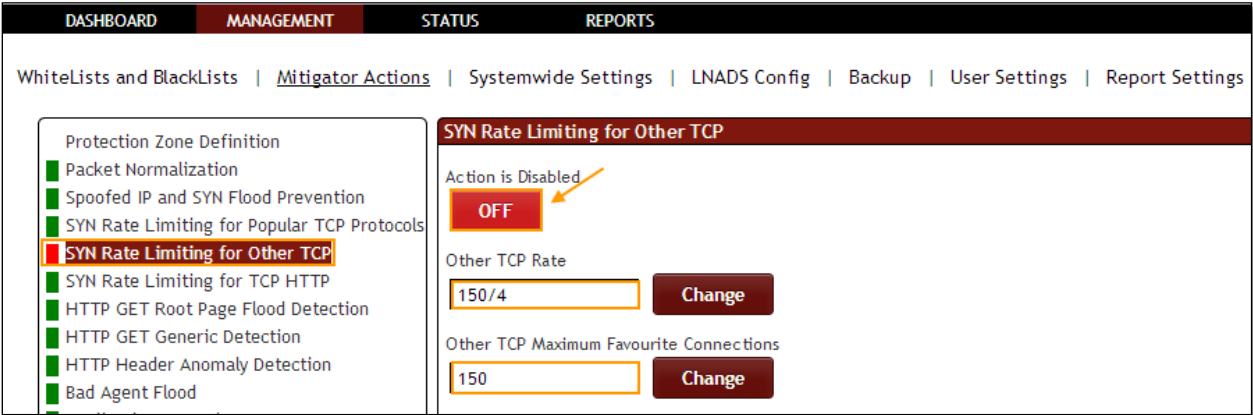 DASHBOARD MANAGEMENT STATUS REPORTS
WhiteLists and BlackLists | Mitigator Actions | Systemwide Settings | LNADS Config | Backup | User Settings | Report Settings
Protection Zone Definition
Packet Normalization
Spoofed IP and SYN Flood Prevention
SYN Rate Limiting for Popular TCP Protocols
SYN Rate Limiting for Other TCP
SYN Rate Limiting for TCP HTTP
HTTP GET Root Page Flood Detection
HTTP GET Generic Detection
HTTP Header Anomaly Detection
Bad Agent Flood
SYN Rate Limiting for Other TCP
Action is Disabled
OFF
Other TCP Rate
150/4 Change
Other TCP Maximum Favourite Connections
150 Change